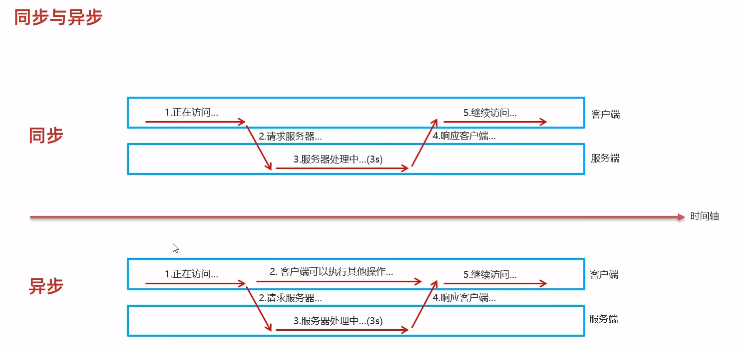 同步与异步
1.正在访问...
5.继续访问...
客户端
同步
2.请求服务器...
4.响应客户端...
3.服务器处理中...(3s)
服务端
时间轴
1.正在访问...
2. 客户端可以执行其他操作...
5.继续访问...
客户端
异步
2.请求服务器...
4.响应客户端...
3.服务器处理中...(3s)
服务端